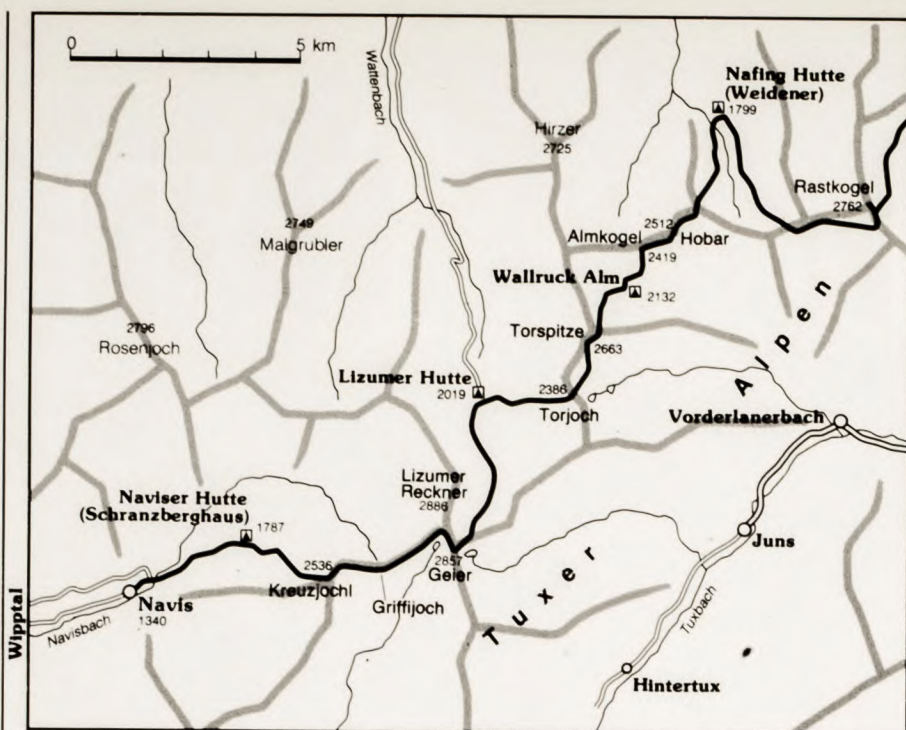 0 5 km
Wattenbach
Nafing Hutte
(Weidener)
1799
Hirzer
2725
Rastkogel
2762
2749
Malgrubler
2512
Almkogel
Hobar
2419
Wallruck Alm
2132
2796
Rosenjoch
Torspitze
2663
Alpen
Lizumer Hutte
2019
2386
Torjoch
Vorderlanerbach
Lizumer
Reckner
2886
Naviser Hutte
(Schranzberghaus)
1787
Juns
2536
2857
Kreuzjochl
Geier
Tuxer
Griffijoch
Navis
1340
Navisbach
Wipptal
Tuxbach
Hintertux